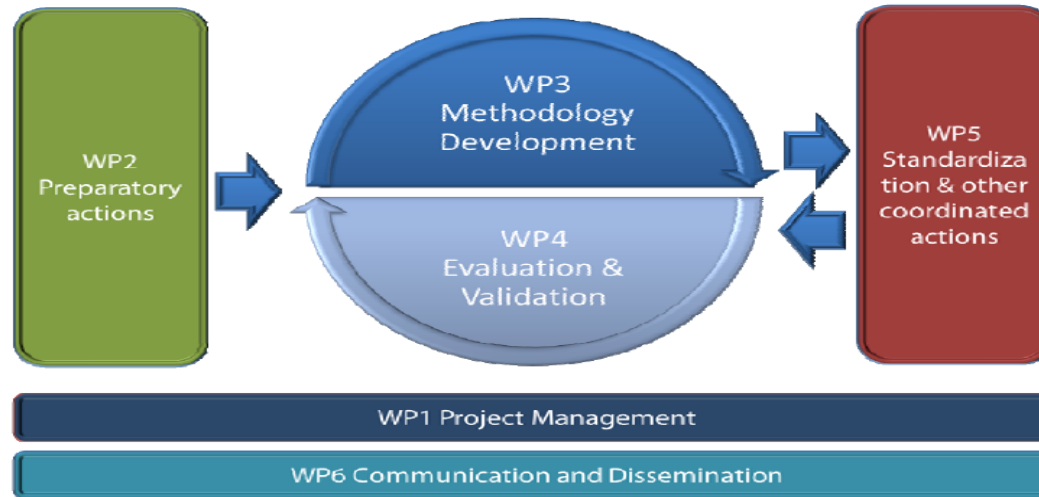 WP2
Preparatory
actions
WP3
Methodology
Development
WP4
Evaluation &
Validation
WP5
Standardiza
tion & other
coordinated
actions
WP1 Project Management
WP6 Communication and Dissemination